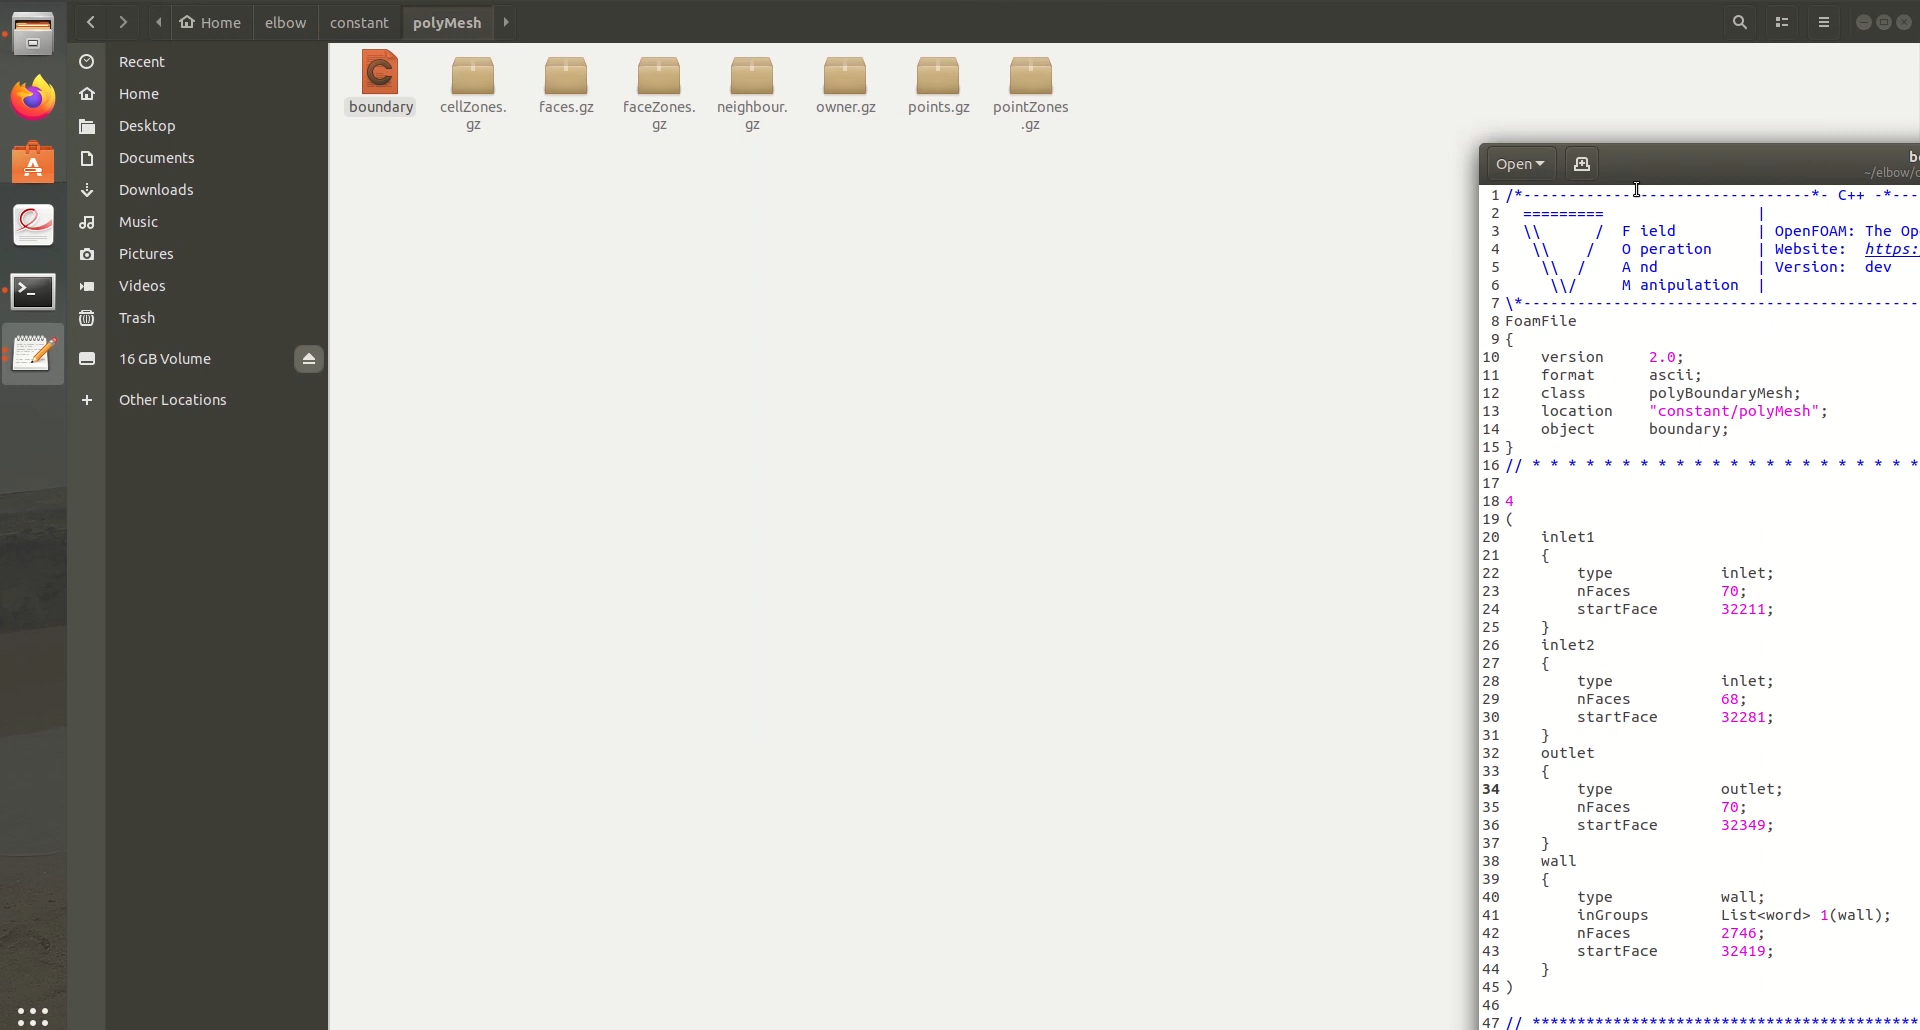 Home elbow constant polyMesh
Recent
Home
Desktop
Documents
Downloads
Music
Pictures
Videos
Trash
16 GB Volume
+ Other Locations
boundary cellZones.gz faces.gz faceZones.gz neighbour.gz owner.gz points.gz pointZones.gz
Open
~/elbow/c
1 /*--------------------------------*- C++ -*----
2   =========                 |
3   \\      /  F ield         | OpenFOAM: The Op
4    \\    /   O peration     | Website:  https:
5     \\  /    A nd           | Version:  dev
6      \\/     M anipulation  |
7 \*---------------------------------------------
8 FoamFile
9 {
10     version     2.0;
11     format      ascii;
12     class       polyBoundaryMesh;
13     location    "constant/polyMesh";
14     object      boundary;
15 }
16 // * * * * * * * * * * * * * * * * * * * * * *
17
18 4
19 (
20     inlet1
21     {
22         type            inlet;
23         nFaces          70;
24         startFace       32211;
25     }
26     inlet2
27     {
28         type            inlet;
29         nFaces          68;
30         startFace       32281;
31     }
32     outlet
33     {
34         type            outlet;
35         nFaces          70;
36         startFace       32349;
37     }
38     wall
39     {
40         type            wall;
41         inGroups        List<word> 1(wall);
42         nFaces          2746;
43         startFace       32419;
44     }
45 )
46
47 // *******************************************